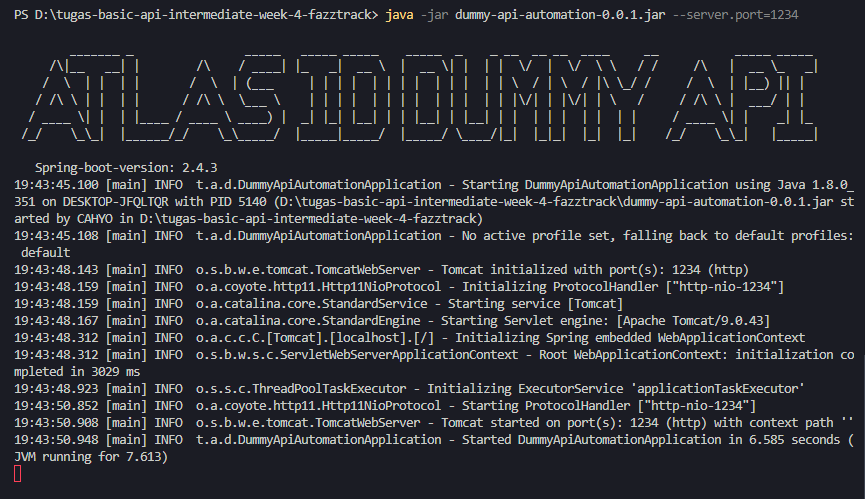 PS D:\tugas-basic-api-intermediate-week-4-fazztrack> java -jar dummy-api-automation-0.0.1.jar --server.port=1234
ATLAS ID DUMMY API
Spring-boot-version: 2.4.3
19:43:45.100 [main] INFO  t.a.d.DummyApiAutomationApplication - Starting DummyApiAutomationApplication using Java 1.8.0_
351 on DESKTOP-JFQLTQR with PID 5140 (D:\tugas-basic-api-intermediate-week-4-fazztrack\dummy-api-automation-0.0.1.jar st
arted by CAHYO in D:\tugas-basic-api-intermediate-week-4-fazztrack)
19:43:45.108 [main] INFO  t.a.d.DummyApiAutomationApplication - No active profile set, falling back to default profiles:
 default
19:43:48.143 [main] INFO  o.s.b.w.e.tomcat.TomcatWebServer - Tomcat initialized with port(s): 1234 (http)
19:43:48.159 [main] INFO  o.a.coyote.http11.Http11NioProtocol - Initializing ProtocolHandler ["http-nio-1234"]
19:43:48.159 [main] INFO  o.a.catalina.core.StandardService - Starting service [Tomcat]
19:43:48.167 [main] INFO  o.a.catalina.core.StandardEngine - Starting Servlet engine: [Apache Tomcat/9.0.43]
19:43:48.312 [main] INFO  o.a.c.c.C.[Tomcat].[localhost].[/] - Initializing Spring embedded WebApplicationContext
19:43:48.312 [main] INFO  o.s.b.w.s.c.ServletWebServerApplicationContext - Root WebApplicationContext: initialization co
mpleted in 3029 ms
19:43:48.923 [main] INFO  o.s.s.c.ThreadPoolTaskExecutor - Initializing ExecutorService 'applicationTaskExecutor'
19:43:50.852 [main] INFO  o.a.coyote.http11.Http11NioProtocol - Starting ProtocolHandler ["http-nio-1234"]
19:43:50.908 [main] INFO  o.s.b.w.e.tomcat.TomcatWebServer - Tomcat started on port(s): 1234 (http) with context path ''
19:43:50.948 [main] INFO  t.a.d.DummyApiAutomationApplication - Started DummyApiAutomationApplication in 6.585 seconds (
JVM running for 7.613)